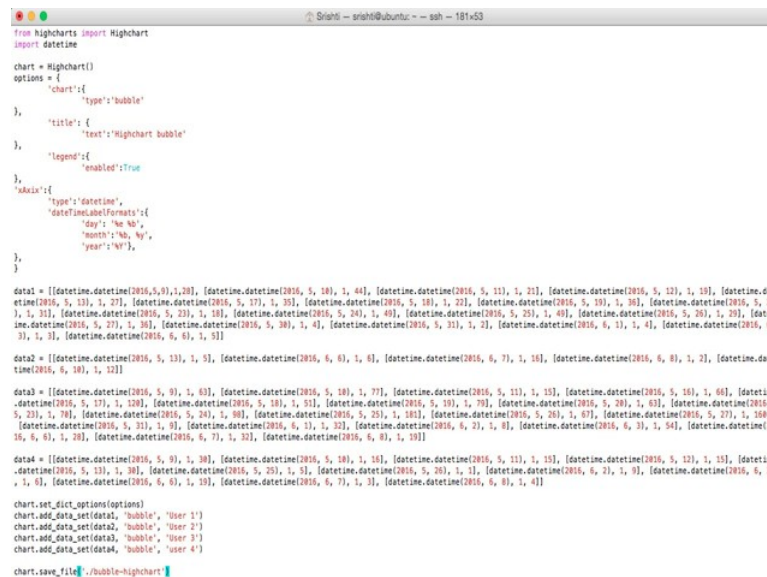 Srishti — srishti@ubuntu: ~ — ssh — 181×53
from highcharts import Highchart
import datetime
chart = Highchart()
options = {
'chart':{
'type':'bubble'
},
'title': {
'text':'Highchart bubble'
},
'legend':{
'enabled':True
},
'xAxix':{
'type':'datetime',
'dateTimeLabelFormats':{
'day': '%e %b',
'month':'%b, %y',
'year':'%Y'},
},
}
data1 = [[datetime.datetime(2016,5,9),1,28], [datetime.datetime(2016, 5, 10), 1, 44], [datetime.datetime(2016, 5, 11), 1, 21], [datetime.datetime(2016, 5, 12), 1, 19], [datetime.d
etime(2016, 5, 13), 1, 27], [datetime.datetime(2016, 5, 17), 1, 35], [datetime.datetime(2016, 5, 18), 1, 22], [datetime.datetime(2016, 5, 19), 1, 36], [datetime.datetime(2016, 5,
), 1, 31], [datetime.datetime(2016, 5, 23), 1, 18], [datetime.datetime(2016, 5, 24), 1, 49], [datetime.datetime(2016, 5, 25), 1, 49], [datetime.datetime(2016, 5, 26), 1, 29], [dat
ime.datetime(2016, 5, 27), 1, 36], [datetime.datetime(2016, 5, 30), 1, 4], [datetime.datetime(2016, 5, 31), 1, 2], [datetime.datetime(2016, 6, 1), 1, 4], [datetime.datetime(2016,
3), 1, 3], [datetime.datetime(2016, 6, 6), 1, 5]]
data2 = [[datetime.datetime(2016, 5, 13), 1, 5], [datetime.datetime(2016, 6, 6), 1, 6], [datetime.datetime(2016, 6, 7), 1, 16], [datetime.datetime(2016, 6, 8), 1, 2], [datetime.da
time(2016, 6, 10), 1, 12]]
data3 = [[datetime.datetime(2016, 5, 9), 1, 63], [datetime.datetime(2016, 5, 10), 1, 77], [datetime.datetime(2016, 5, 11), 1, 15], [datetime.datetime(2016, 5, 16), 1, 66], [dateti
.datetime(2016, 5, 17), 1, 120], [datetime.datetime(2016, 5, 18), 1, 51], [datetime.datetime(2016, 5, 19), 1, 79], [datetime.datetime(2016, 5, 20), 1, 63], [datetime.datetime(2016
5, 23), 1, 70], [datetime.datetime(2016, 5, 24), 1, 98], [datetime.datetime(2016, 5, 25), 1, 181], [datetime.datetime(2016, 5, 26), 1, 67], [datetime.datetime(2016, 5, 27), 1, 160
[datetime.datetime(2016, 5, 31), 1, 9], [datetime.datetime(2016, 6, 1), 1, 32], [datetime.datetime(2016, 6, 2), 1, 8], [datetime.datetime(2016, 6, 3), 1, 54], [datetime.datetime(
16, 6, 6), 1, 28], [datetime.datetime(2016, 6, 7), 1, 32], [datetime.datetime(2016, 6, 8), 1, 19]]
data4 = [[datetime.datetime(2016, 5, 9), 1, 30], [datetime.datetime(2016, 5, 10), 1, 16], [datetime.datetime(2016, 5, 11), 1, 15], [datetime.datetime(2016, 5, 12), 1, 15], [dateti
.datetime(2016, 5, 13), 1, 30], [datetime.datetime(2016, 5, 25), 1, 5], [datetime.datetime(2016, 5, 26), 1, 1], [datetime.datetime(2016, 6, 2), 1, 9], [datetime.datetime(2016, 6,
, 1, 6], [datetime.datetime(2016, 6, 6), 1, 19], [datetime.datetime(2016, 6, 7), 1, 3], [datetime.datetime(2016, 6, 8), 1, 4]]
chart.set_dict_options(options)
chart.add_data_set(data1, 'bubble', 'User 1')
chart.add_data_set(data2, 'bubble', 'User 2')
chart.add_data_set(data3, 'bubble', 'User 3')
chart.add_data_set(data4, 'bubble', 'user 4')
chart.save_file('./bubble-highchart')